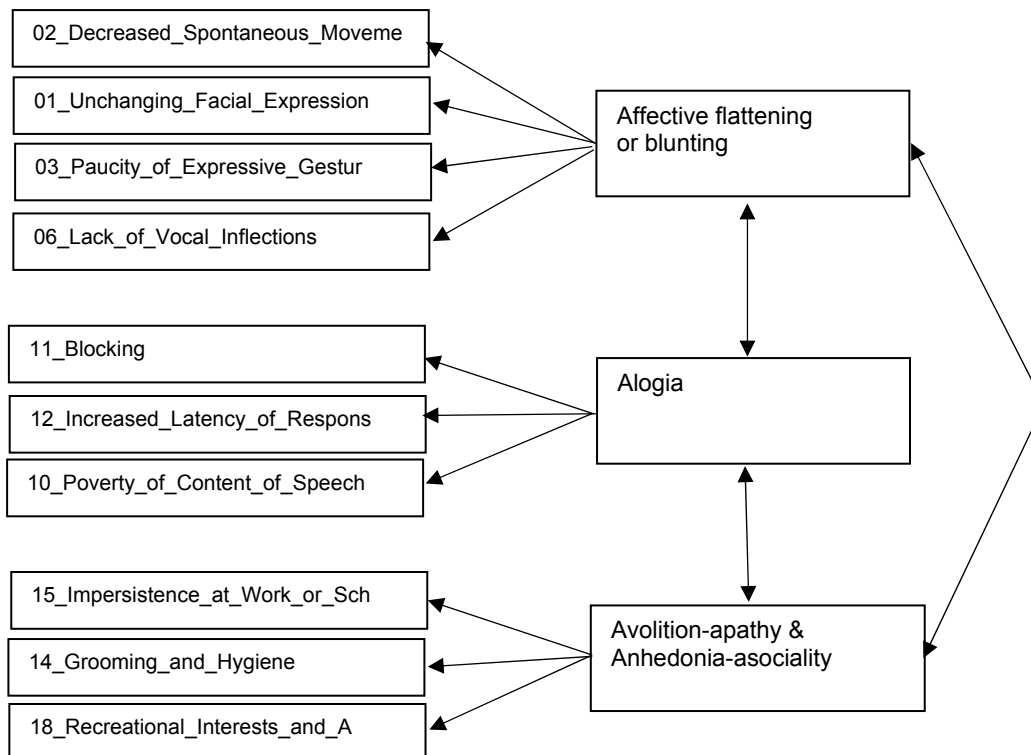 02_Decreased_Spontaneous_Moveme
01_Unchanging_Facial_Expression
03_Paucity_of_Expressive_Gestur
06_Lack_of_Vocal_Inflections
Affective flattening
or blunting
11_Blocking
12_Increased_Latency_of_Respons
10_Poverty_of_Content_of_Speech
Alogia
15_Impersistence_at_Work_or_Sch
14_Grooming_and_Hygiene
18_Recreational_Interests_and_A
Avolition-apathy &
Anhedonia-asociality